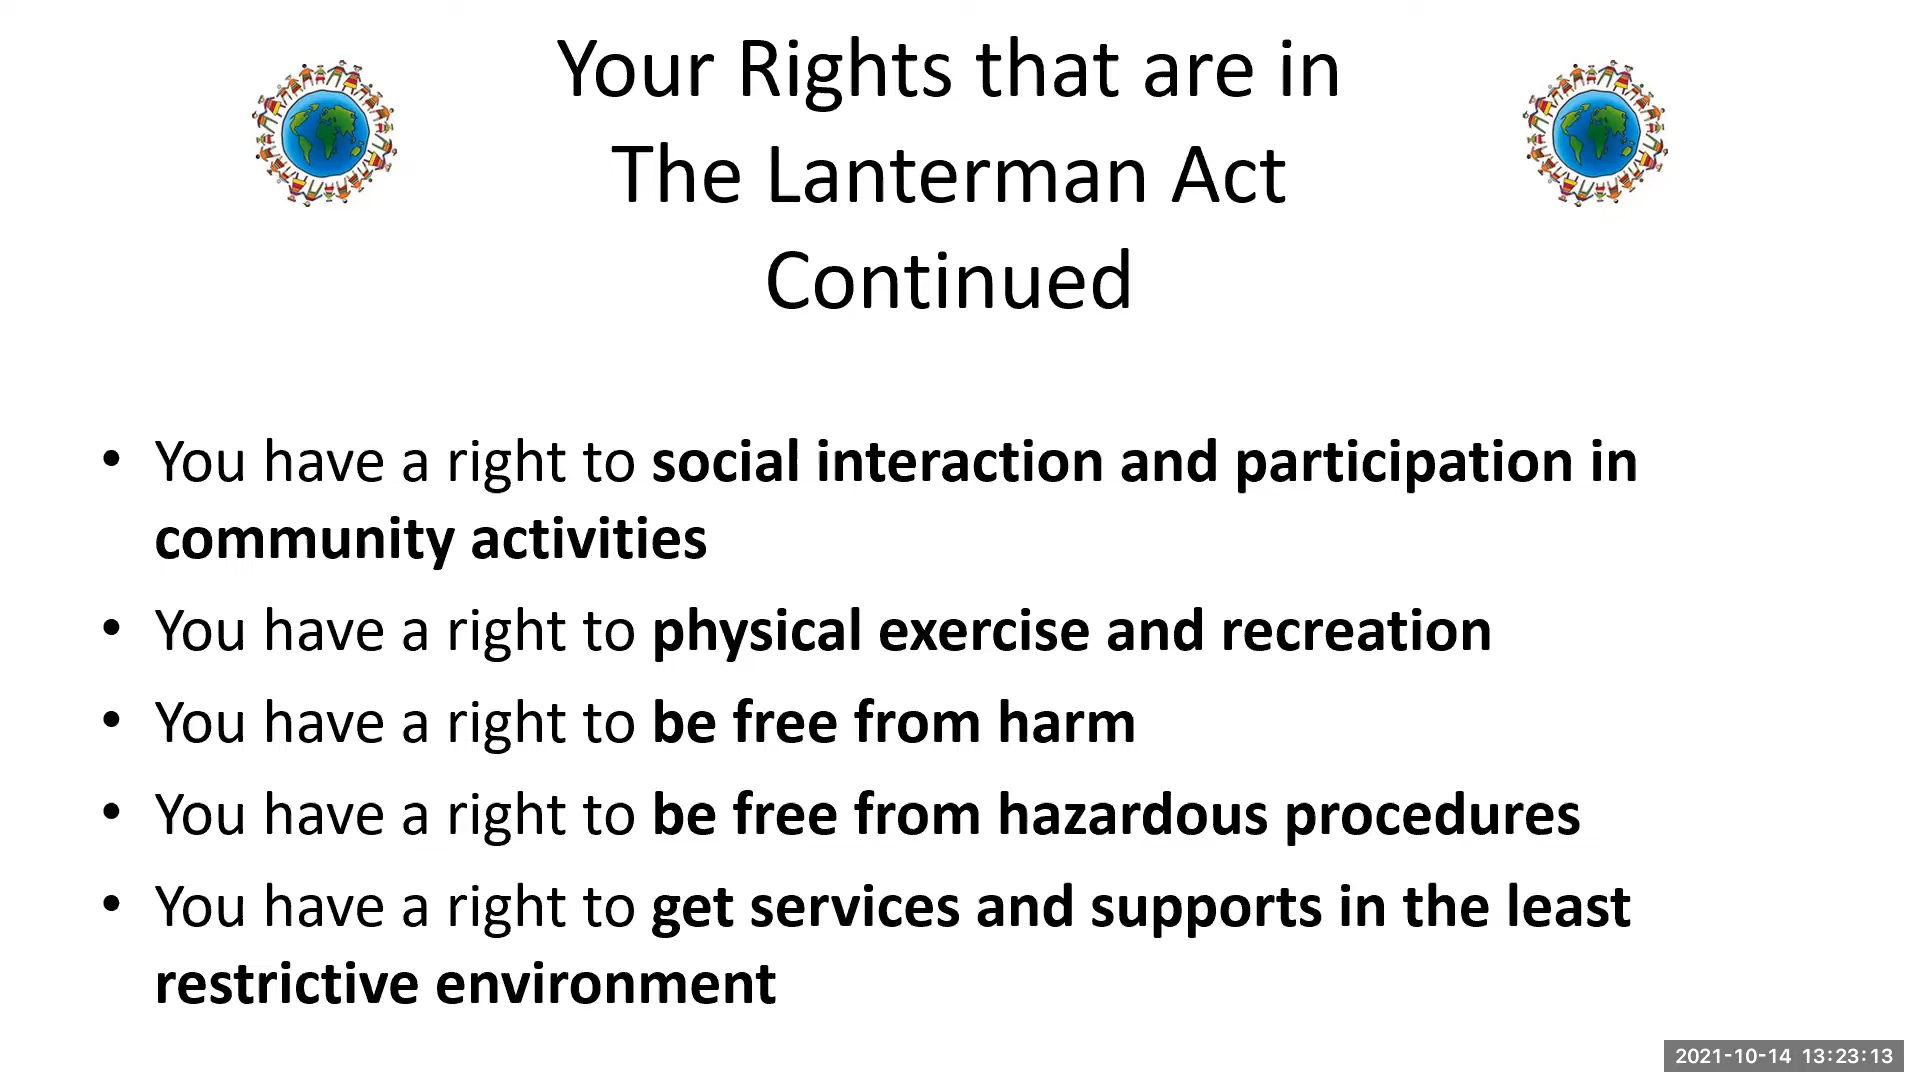 Your Rights that are in
The Lanterman Act
Continued
• You have a right to social interaction and participation in
community activities
• You have a right to physical exercise and recreation
• You have a right to be free from harm
• You have a right to be free from hazardous procedures
• You have a right to get services and supports in the least
restrictive environment
2021-10-14 13:23:13